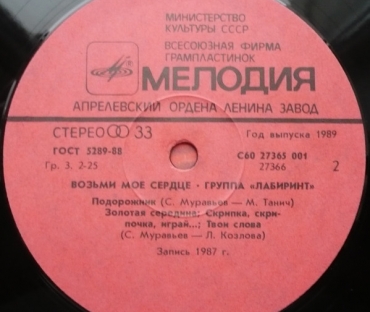 МИНИСТЕРСТВО
КУЛЬТУРЫ СССР
ВСЕСОЮЗНАЯ ФИРМА
ГРАМПЛАСТИНОК
МЕЛОДИЯ
АПРЕЛЕВСКИЙ ОРДЕНА ЛЕНИНА ЗАВОД
СТЕРЕО 33
Год выпуска 1989
ГОСТ 5289-88
С60 27365 001
Гр. 3. 2-25
27366
2
ВОЗЬМИ МОЕ СЕРДЦЕ · ГРУППА «ЛАБИРИНТ»
Подорожник (С. Муравьев — М. Танич)
Золотая середина; Скрипка, скри-
почка, играй...; Твои слова
(С. Муравьев — Л. Козлова)
Запись 1987 г.